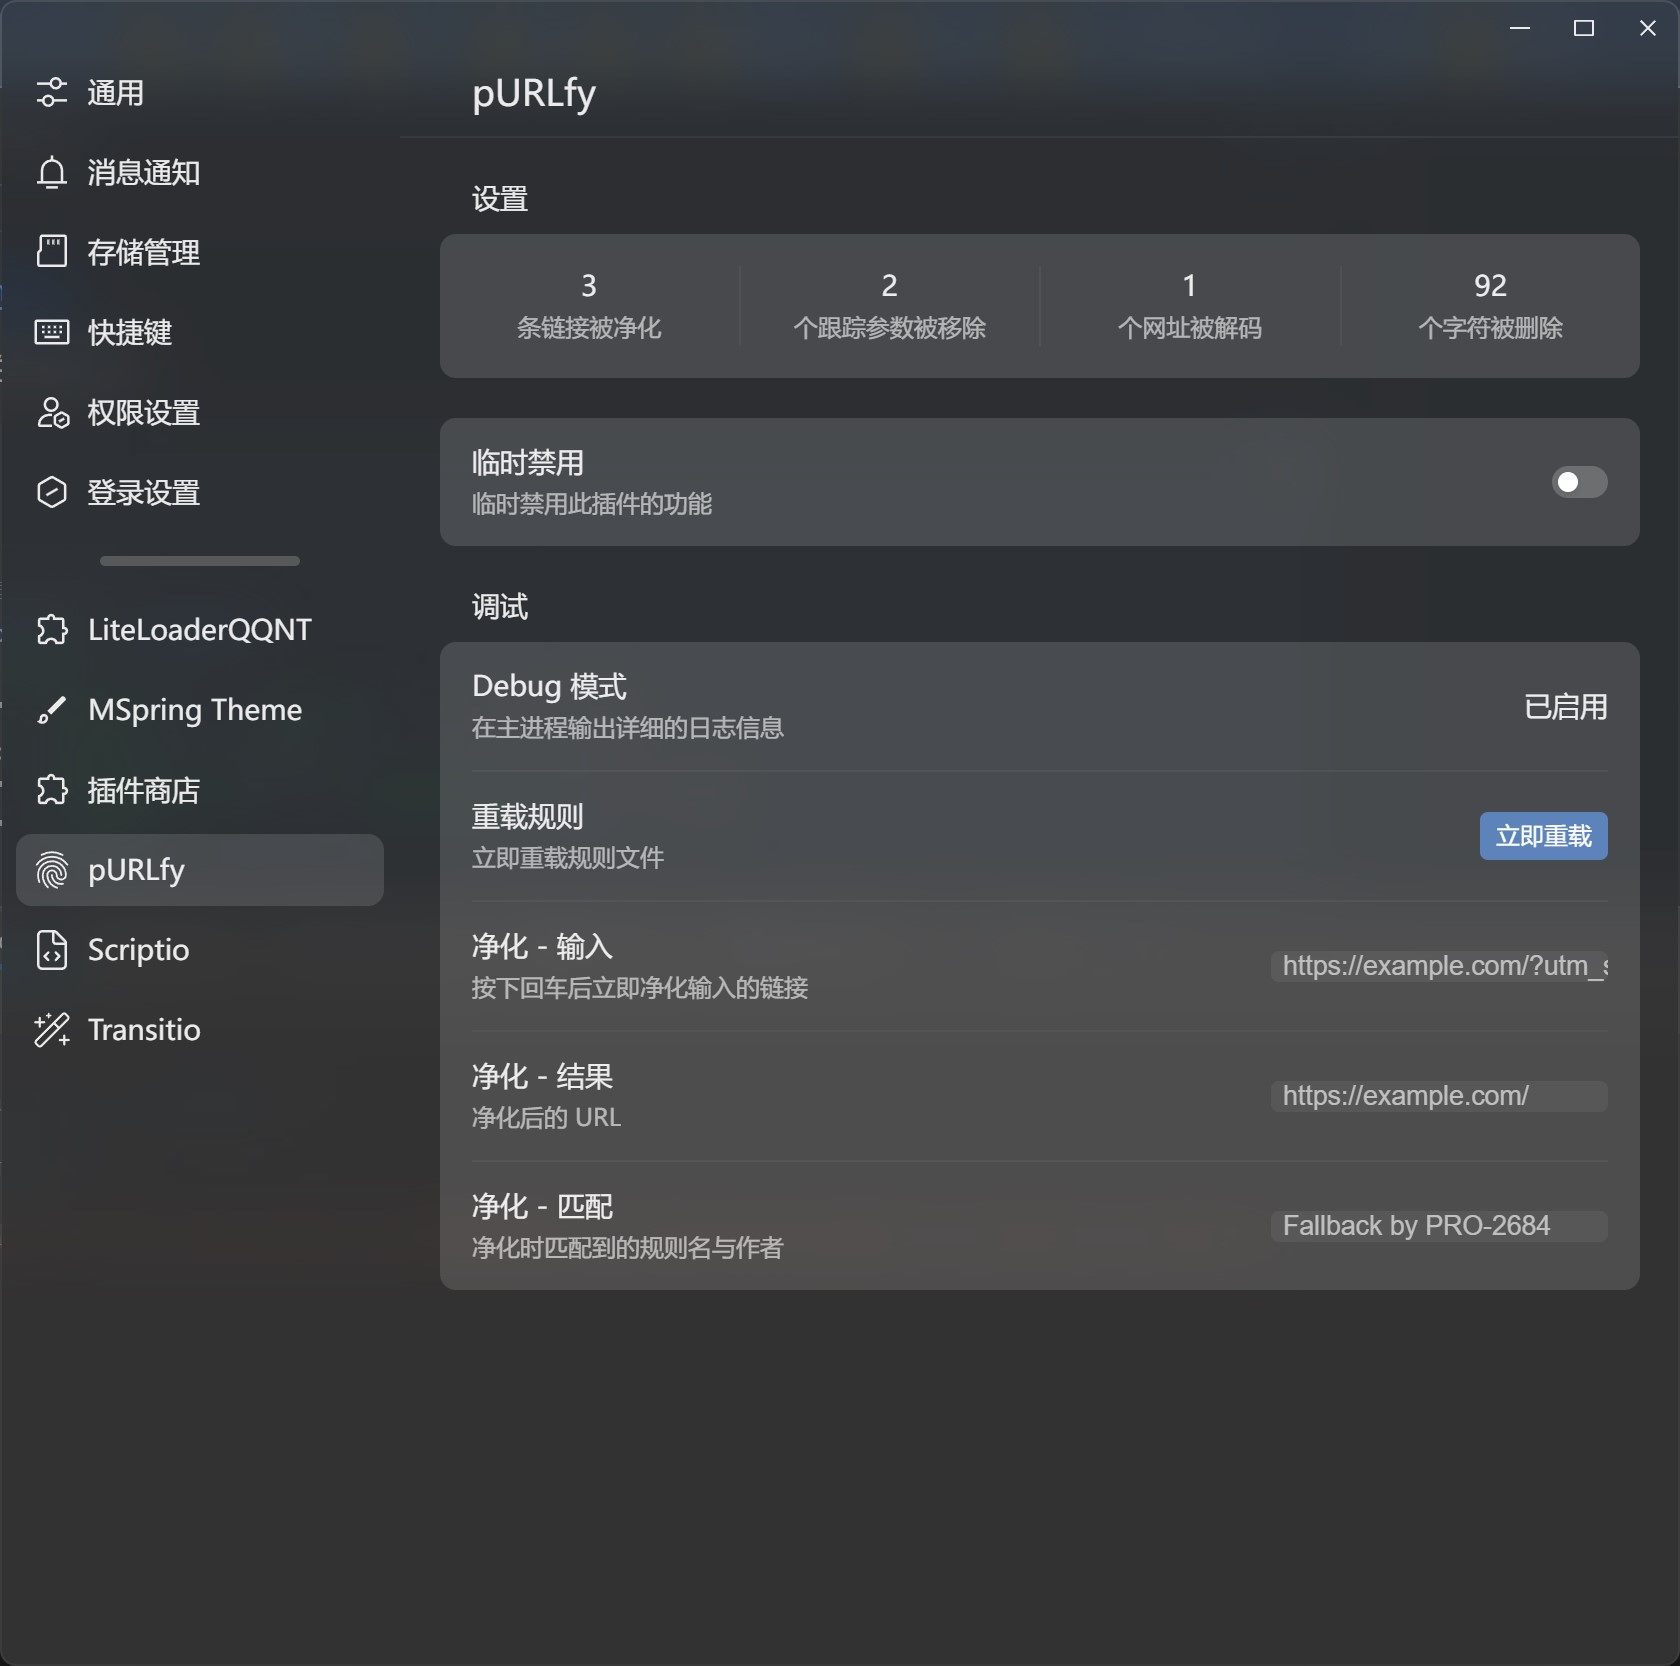 通用
消息通知
存储管理
快捷键
权限设置
登录设置
LiteLoaderQQNT
MSpring Theme
插件商店
pURLfy
Scriptio
Transitio
pURLfy
设置
3
条链接被净化
2
个跟踪参数被移除
1
个网址被解码
92
个字符被删除
临时禁用
临时禁用此插件的功能
调试
Debug 模式
在主进程输出详细的日志信息
已启用
重载规则
立即重载规则文件
立即重载
净化 - 输入
按下回车后立即净化输入的链接
https://example.com/?utm_s
净化 - 结果
净化后的 URL
https://example.com/
净化 - 匹配
净化时匹配到的规则名与作者
Fallback by PRO-2684